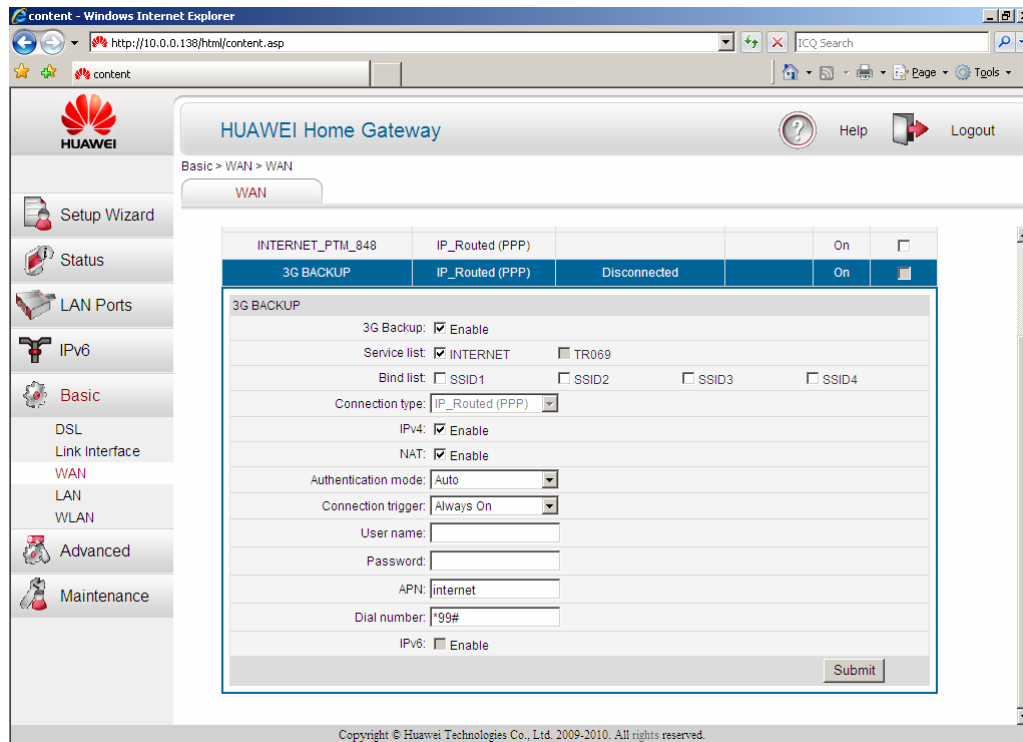 content - Windows Internet Explorer
http://10.0.0.138/html/content.asp
ICQ Search
content
Page
Tools
HUAWEI
HUAWEI Home Gateway
Help
Logout
Basic > WAN > WAN
WAN
Setup Wizard
Status
LAN Ports
IPv6
Basic
DSL
Link Interface
WAN
LAN
WLAN
Advanced
Maintenance
INTERNET_PTM_848 IP_Routed (PPP) On
3G BACKUP IP_Routed (PPP) Disconnected On
3G BACKUP
3G Backup: Enable
Service list: INTERNET TR069
Bind list: SSID1 SSID2 SSID3 SSID4
Connection type: IP_Routed (PPP)
IPv4: Enable
NAT: Enable
Authentication mode: Auto
Connection trigger: Always On
User name:
Password:
APN: internet
Dial number: *99#
IPv6: Enable
Submit
Copyright © Huawei Technologies Co., Ltd. 2009-2010. All rights reserved.